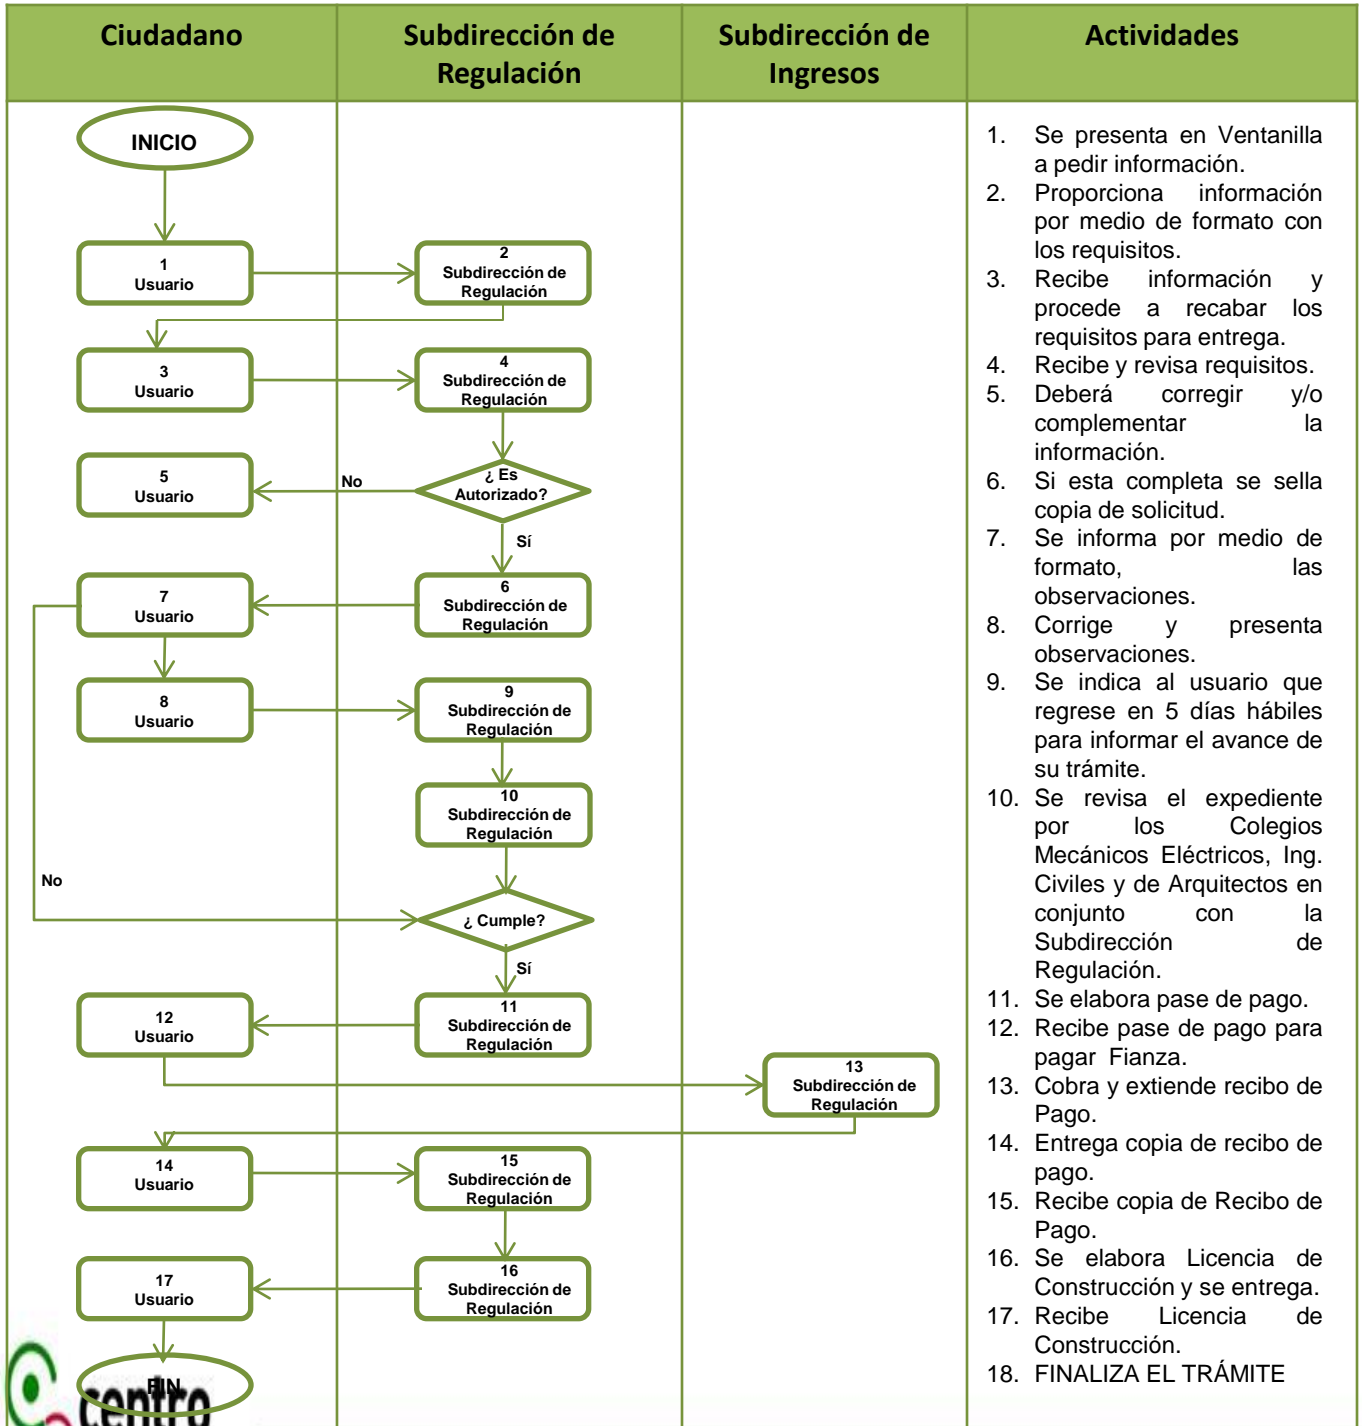 Ciudadano
Subdirección de
Regulación
Subdirección de
Ingresos
Actividades
INICIO
1
Usuario
2
Subdirección de
Regulación
3
Usuario
4
Subdirección de
Regulación
¿ Es
Autorizado?
No
5
Usuario
Sí
6
Subdirección de
Regulación
7
Usuario
8
Usuario
9
Subdirección de
Regulación
10
Subdirección de
Regulación
No
¿ Cumple?
Sí
11
Subdirección de
Regulación
12
Usuario
13
Subdirección de
Regulación
14
Usuario
15
Subdirección de
Regulación
16
Subdirección de
Regulación
17
Usuario
FIN
centro
1. Se presenta en Ventanilla
a pedir información.
2. Proporciona información
por medio de formato con
los requisitos.
3. Recibe información y
procede a recabar los
requisitos para entrega.
4. Recibe y revisa requisitos.
5. Deberá corregir y/o
complementar la
información.
6. Si esta completa se sella
copia de solicitud.
7. Se informa por medio de
formato, las
observaciones.
8. Corrige y presenta
observaciones.
9. Se indica al usuario que
regrese en 5 días hábiles
para informar el avance de
su trámite.
10. Se revisa el expediente
por los Colegios
Mecánicos Eléctricos, Ing.
Civiles y de Arquitectos en
conjunto con la
Subdirección de
Regulación.
11. Se elabora pase de pago.
12. Recibe pase de pago para
pagar Fianza.
13. Cobra y extiende recibo de
Pago.
14. Entrega copia de recibo de
pago.
15. Recibe copia de Recibo de
Pago.
16. Se elabora Licencia de
Construcción y se entrega.
17. Recibe Licencia de
Construcción.
18. FINALIZA EL TRÁMITE